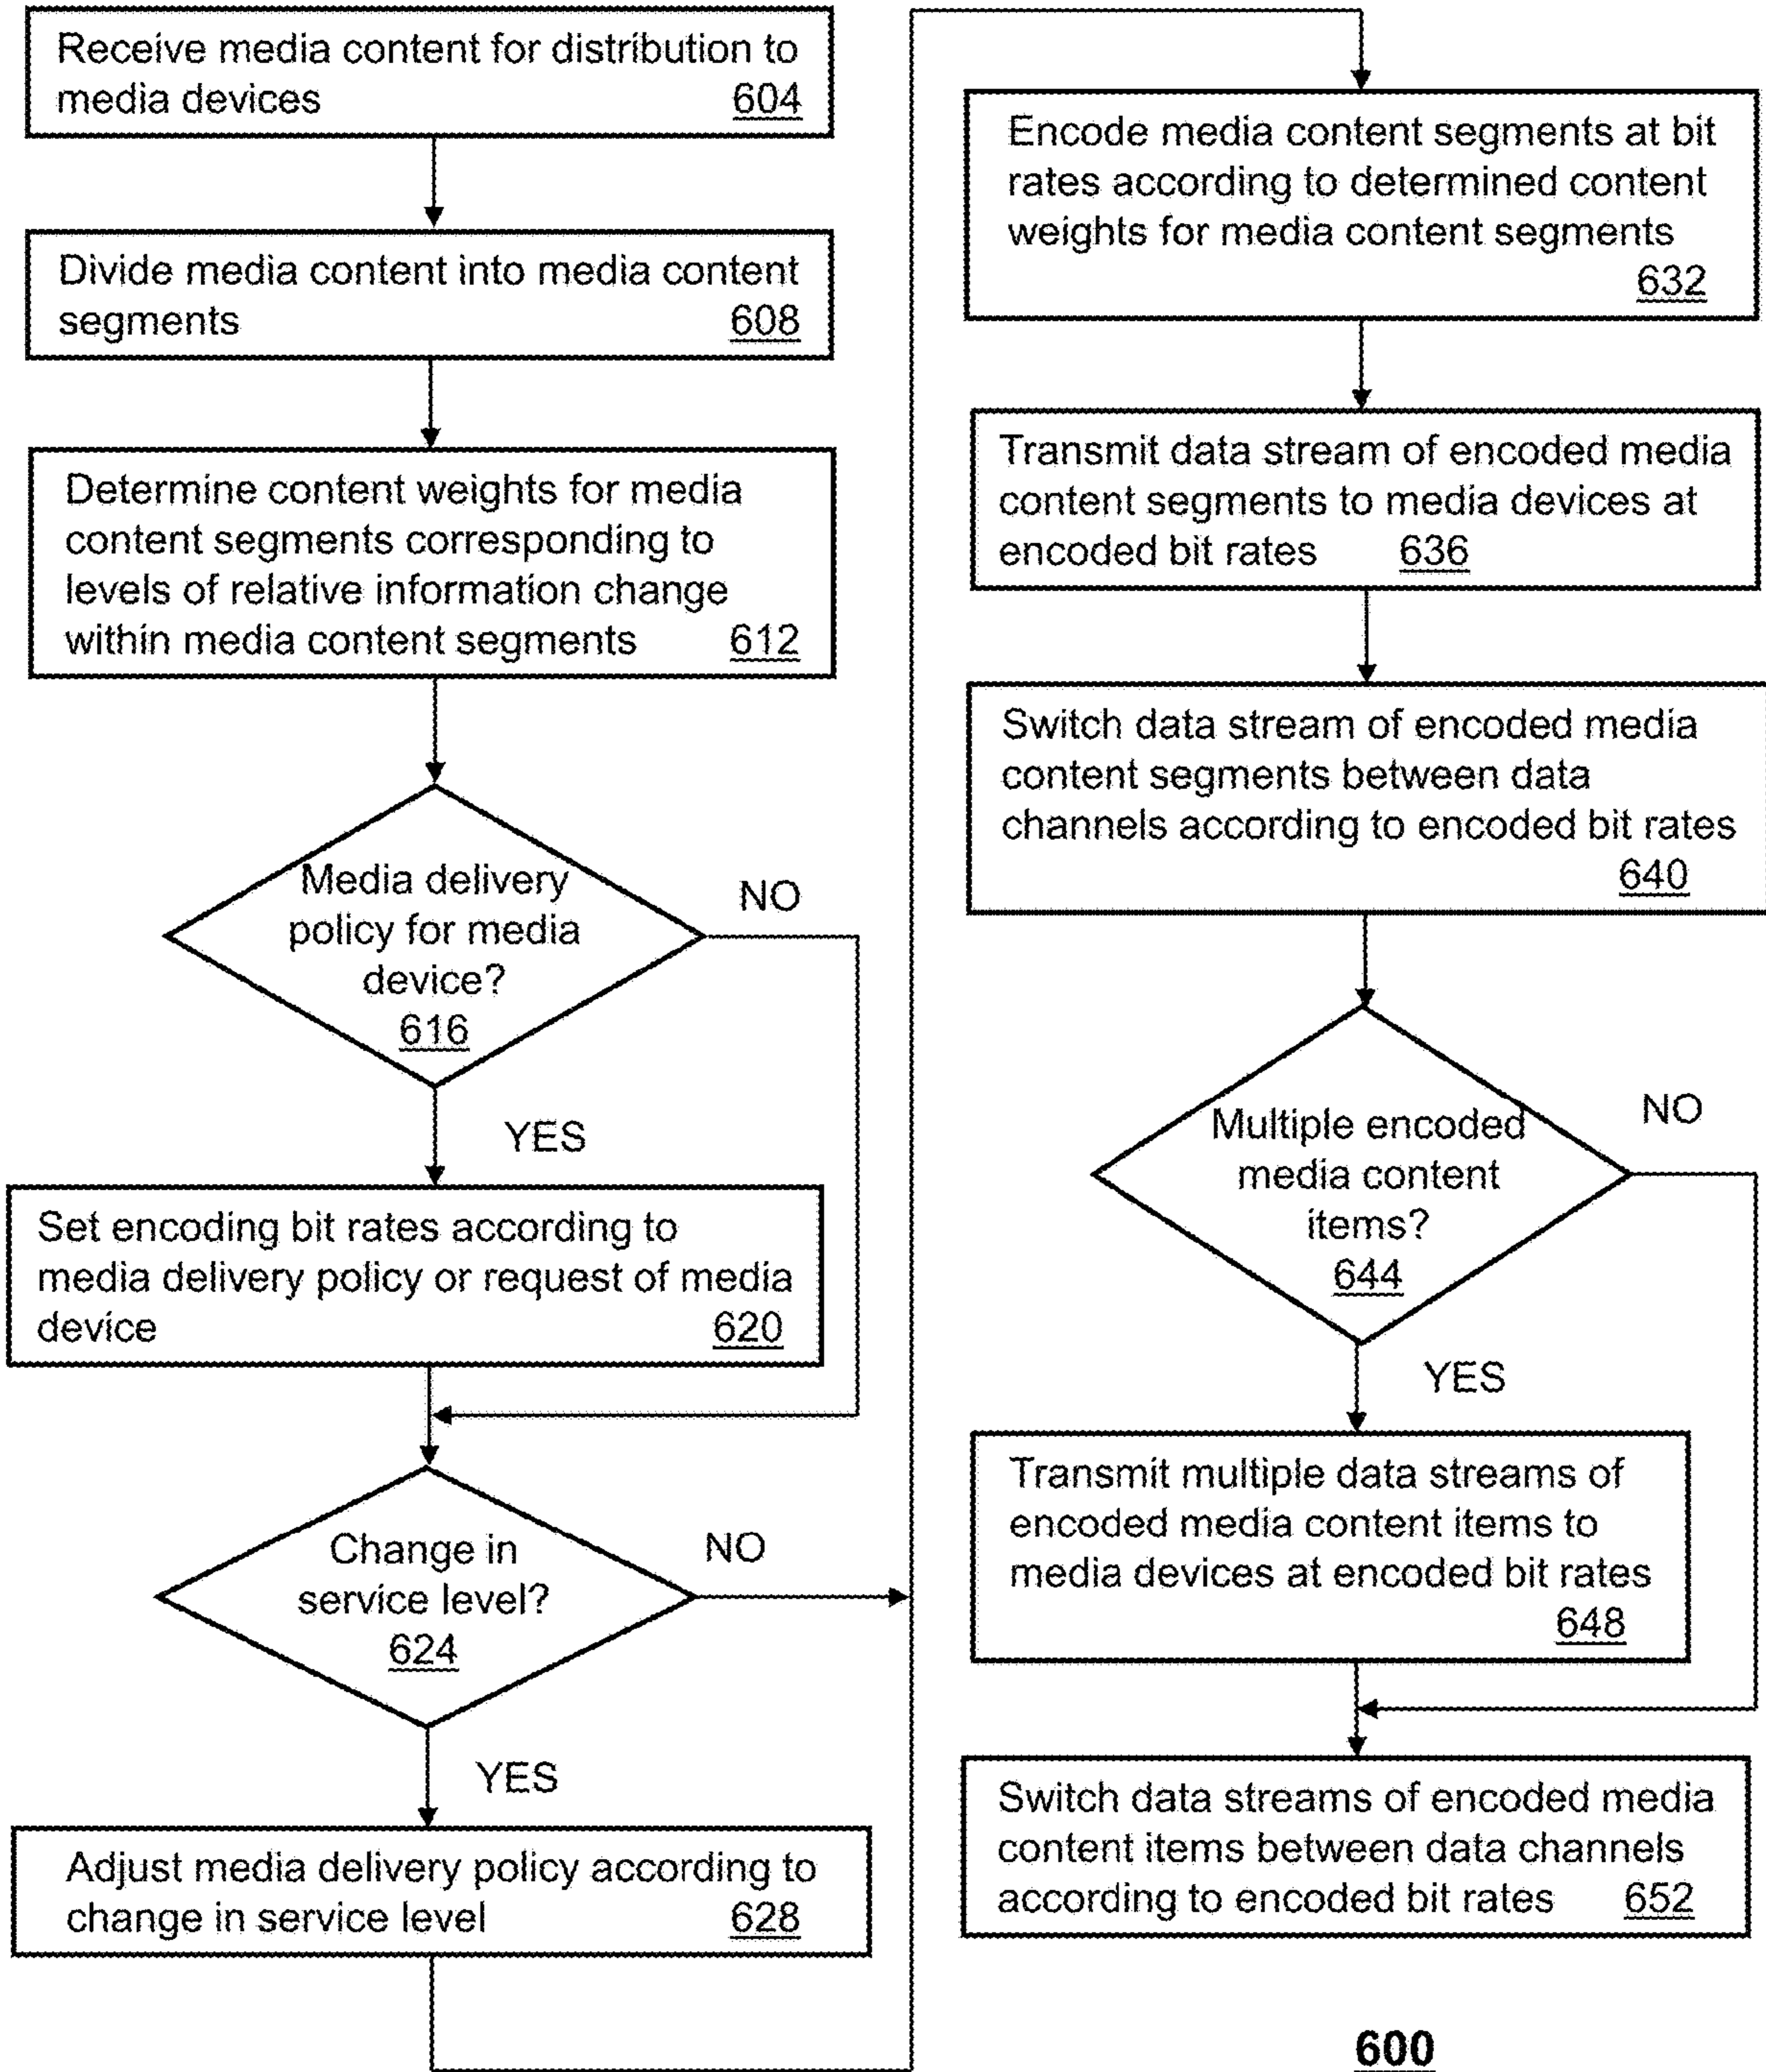 Receive media content for distribution to
media devices 604
Divide media content into media content
segments 608
Determine content weights for media
content segments corresponding to
levels of relative information change
within media content segments 612
Media delivery
policy for media
device?
616
NO
YES
Set encoding bit rates according to
media delivery policy or request of media
device 620
Change in
service level?
624
NO
YES
Adjust media delivery policy according to
change in service level 628
Encode media content segments at bit
rates according to determined content
weights for media content segments
632
Transmit data stream of encoded media
content segments to media devices at
encoded bit rates 636
Switch data stream of encoded media
content segments between data
channels according to encoded bit rates
640
Multiple encoded
media content
items?
644
NO
YES
Transmit multiple data streams of
encoded media content items to
media devices at encoded bit rates
648
Switch data streams of encoded media
content items between data channels
according to encoded bit rates 652
600